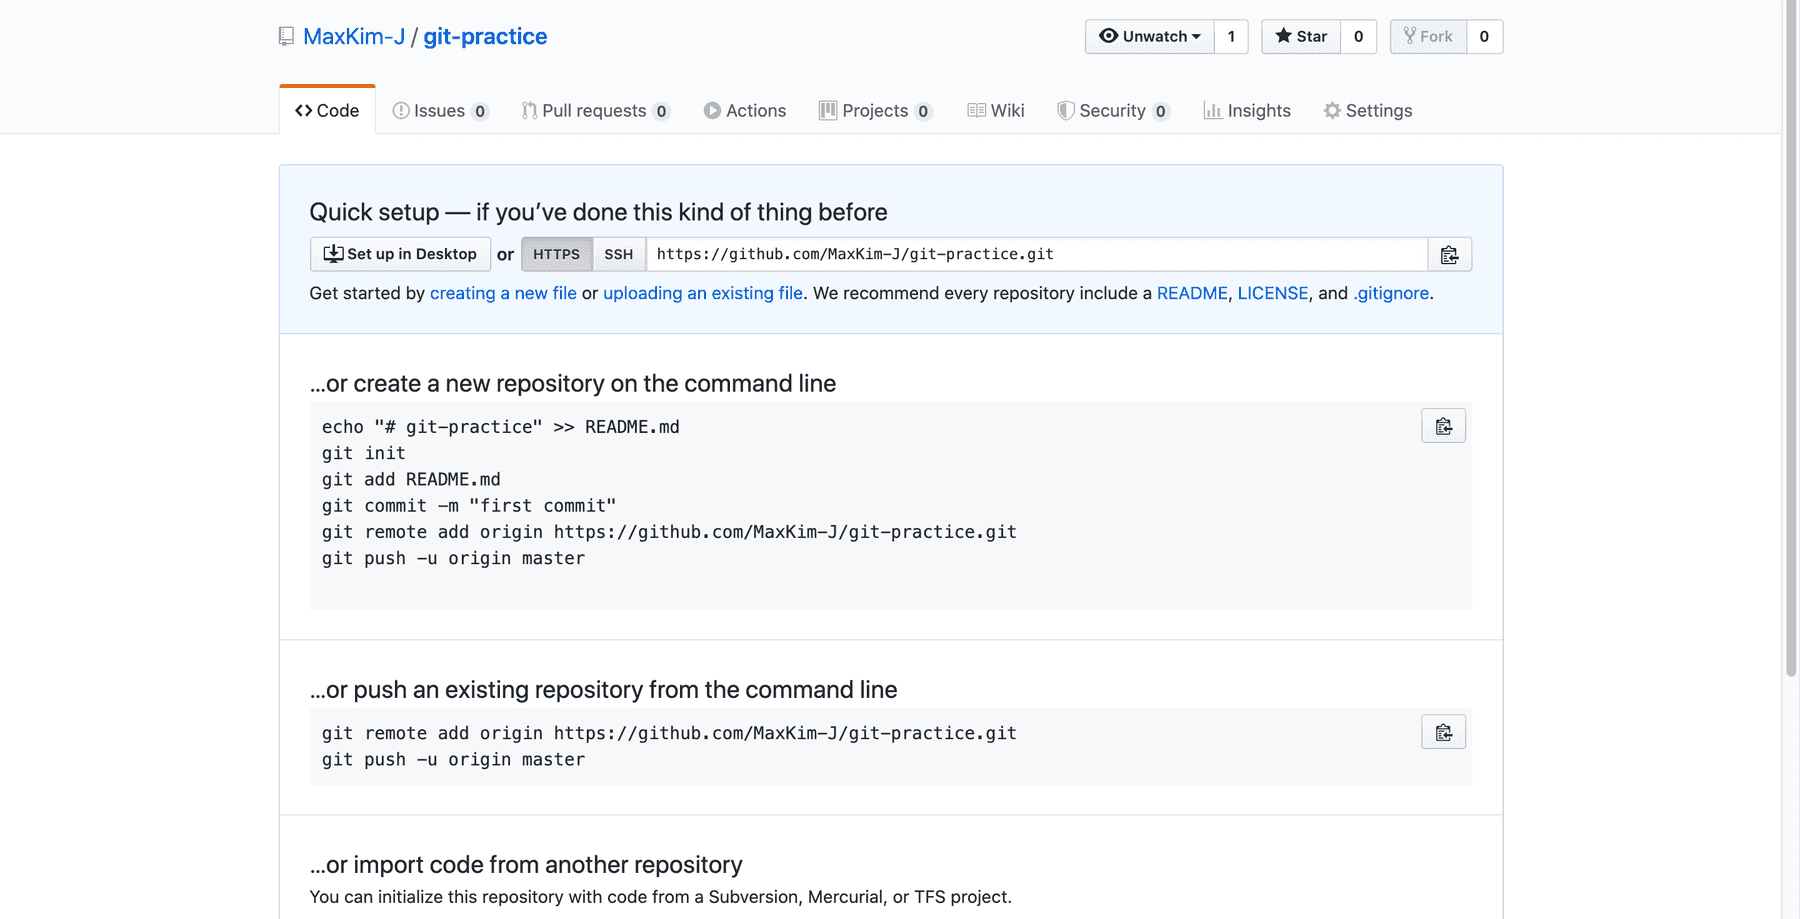 MaxKim-J / git-practice
Unwatch 1 Star 0 Fork 0
Code Issues 0 Pull requests 0 Actions Projects 0 Wiki Security 0 Insights Settings
Quick setup — if you’ve done this kind of thing before
Set up in Desktop or HTTPS SSH https://github.com/MaxKim-J/git-practice.git
Get started by creating a new file or uploading an existing file. We recommend every repository include a README, LICENSE, and .gitignore.
…or create a new repository on the command line
echo "# git-practice" >> README.md
git init
git add README.md
git commit -m "first commit"
git remote add origin https://github.com/MaxKim-J/git-practice.git
git push -u origin master
…or push an existing repository from the command line
git remote add origin https://github.com/MaxKim-J/git-practice.git
git push -u origin master
…or import code from another repository
You can initialize this repository with code from a Subversion, Mercurial, or TFS project.